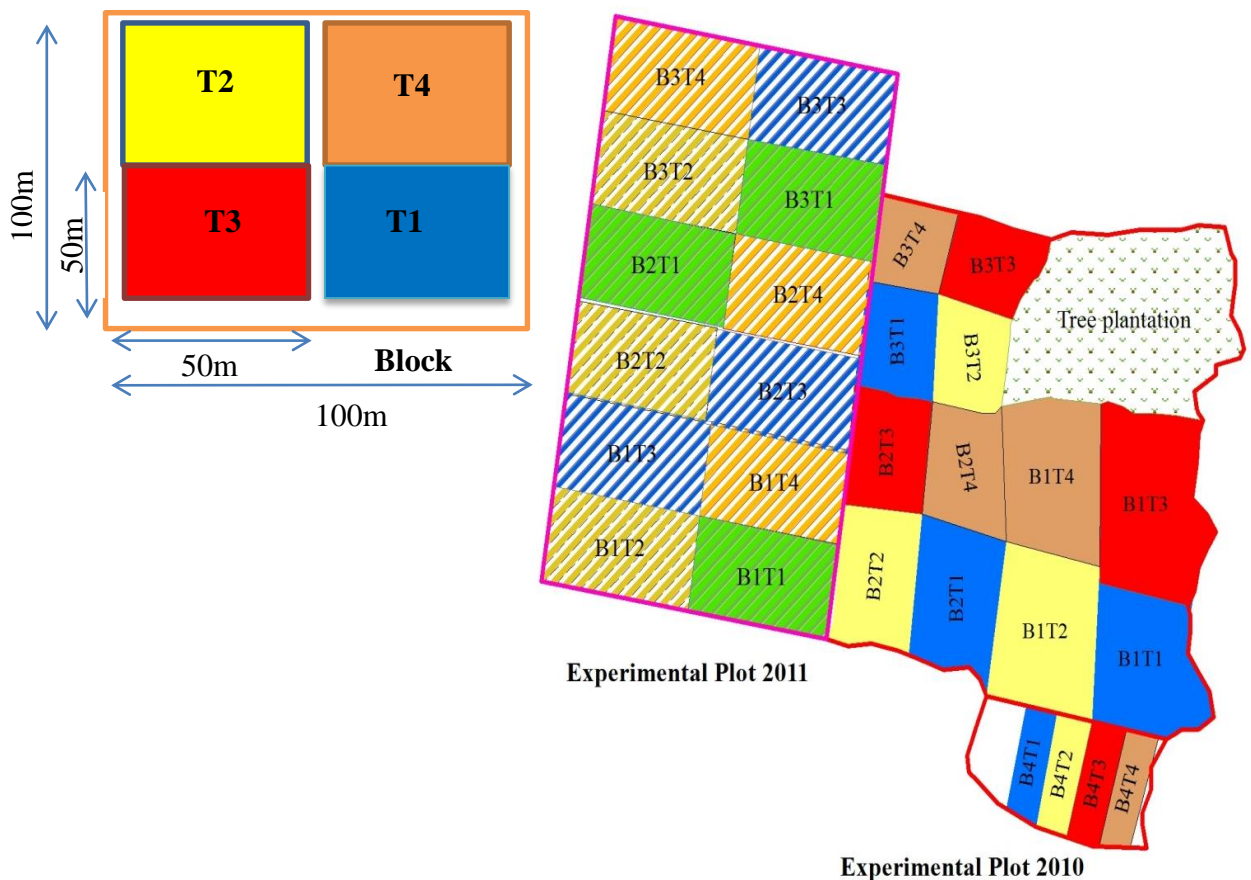 T2
T4
T3
T1
100m
50m
50m
Block
100m
B3T4
B3T3
B3T2
B3T1
B2T1
B2T4
B2T2
B2T3
B1T3
B1T4
B1T2
B1T1
Experimental Plot 2011
B3T4
B3T3
Tree plantation
B3T1
B3T2
B2T3
B2T4
B1T4
B1T3
B2T2
B2T1
B1T2
B1T1
B4T1
B4T2
B4T3
B4T4
Experimental Plot 2010